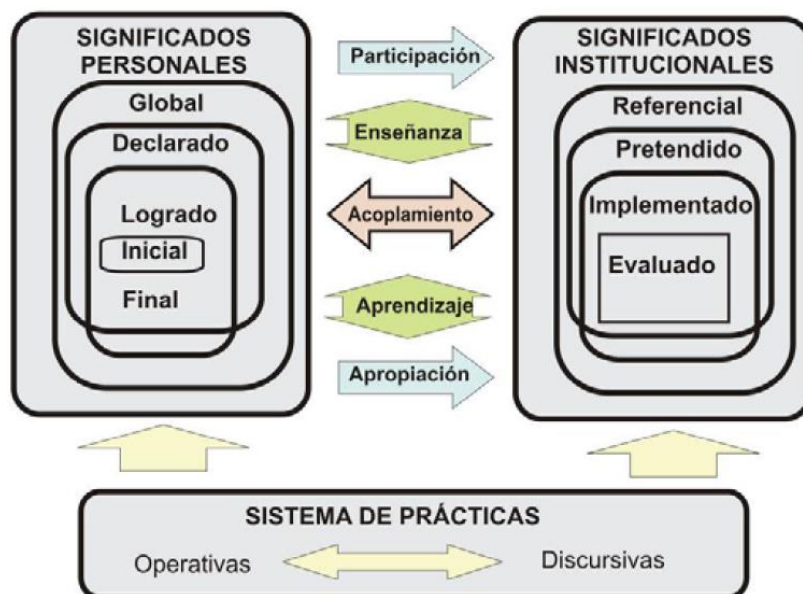 SIGNIFICADOS
PERSONALES
Global
Declarado
Logrado
Inicial
Final
Participación
Enseñanza
Acoplamiento
Aprendizaje
Apropiación
SIGNIFICADOS
INSTITUCIONALES
Referencial
Pretendido
Implementado
Evaluado
SISTEMA DE PRÁCTICAS
Operativas
Discursivas